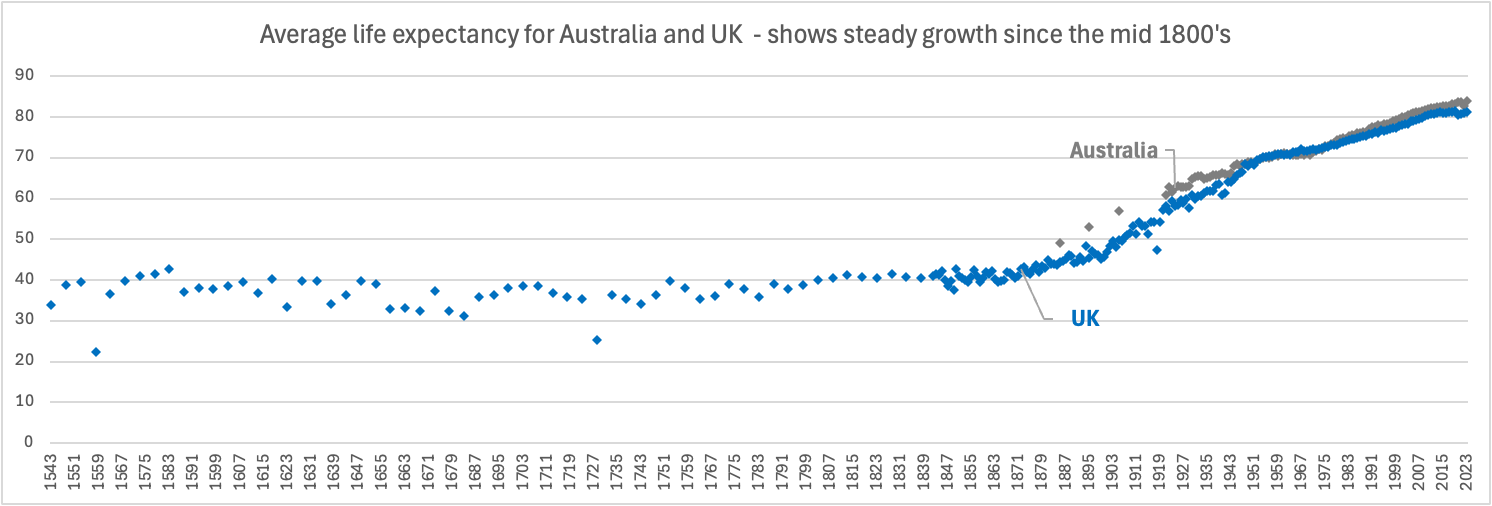 Average life expectancy for Australia and UK  - shows steady growth since the mid 1800's
90
80
70
60
50
40
30
20
10
0
Australia
UK
1543 1551 1559 1567 1575 1583 1591 1599 1607 1615 1623 1631 1639 1647 1655 1663 1671 1679 1687 1695 1703 1711 1719 1727 1735 1743 1751 1759 1767 1775 1783 1791 1799 1807 1815 1823 1831 1839 1847 1855 1863 1871 1879 1887 1895 1903 1911 1919 1927 1935 1943 1951 1959 1967 1975 1983 1991 1999 2007 2015 2023